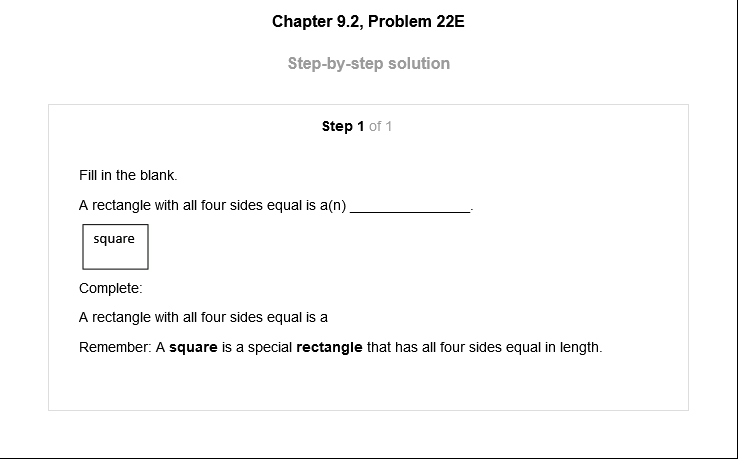 Chapter 9.2, Problem 22E
Step-by-step solution
Step 1 of 1
Fill in the blank.
A rectangle with all four sides equal is a(n) ________________.
square
Complete:
A rectangle with all four sides equal is a
Remember: A square is a special rectangle that has all four sides equal in length.